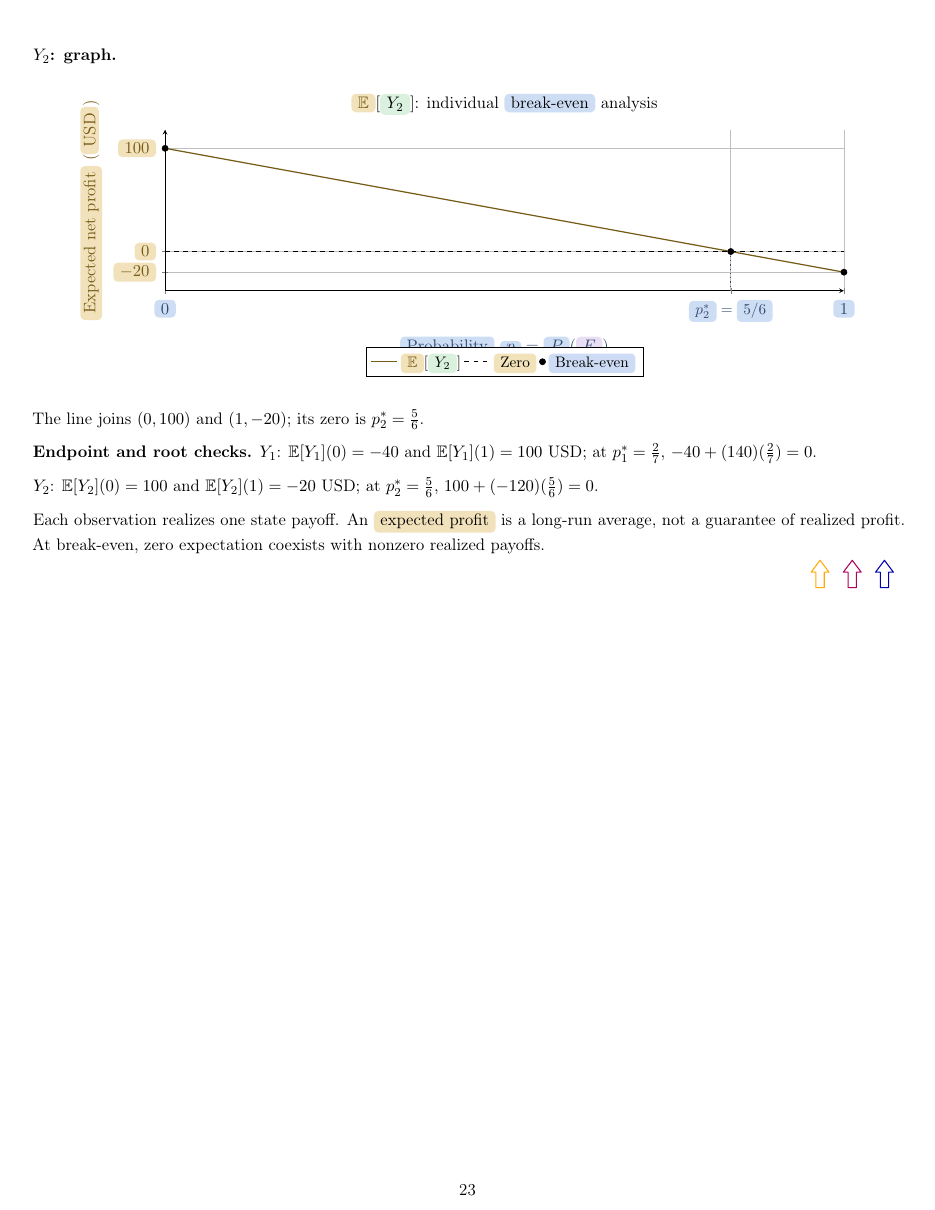 Y₂: graph.
𝔼[Y₂]: individual break-even analysis
Expected net profit (USD)
100
0
−20
0
p₂* = 5/6
1
Probability p = P(F)
𝔼[Y₂] Zero Break-even
The line joins (0, 100) and (1, −20); its zero is p₂* = 5/6.
Endpoint and root checks. Y₁: 𝔼[Y₁](0) = −40 and 𝔼[Y₁](1) = 100 USD; at p₁* = 2/7, −40 + (140)(2/7) = 0.
Y₂: 𝔼[Y₂](0) = 100 and 𝔼[Y₂](1) = −20 USD; at p₂* = 5/6, 100 + (−120)(5/6) = 0.
Each observation realizes one state payoff. An expected profit is a long-run average, not a guarantee of realized profit.
At break-even, zero expectation coexists with nonzero realized payoffs.
23